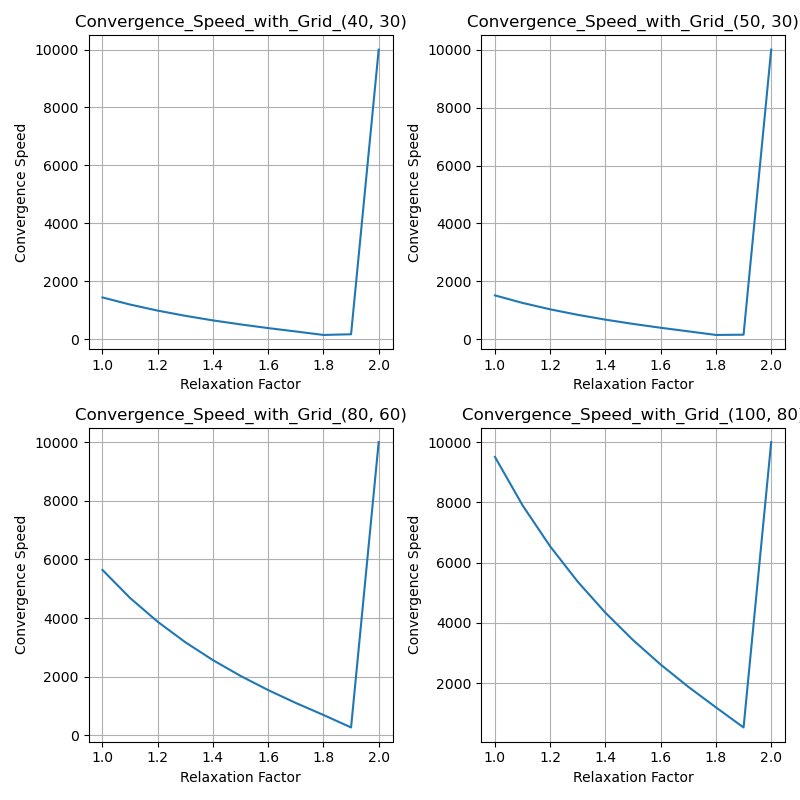 Convergence_Speed_with_Grid_(40, 30)
10000
8000
6000
4000
2000
0
Convergence Speed
1.0 1.2 1.4 1.6 1.8 2.0
Relaxation Factor
Convergence_Speed_with_Grid_(50, 30)
10000
8000
6000
4000
2000
0
Convergence Speed
1.0 1.2 1.4 1.6 1.8 2.0
Relaxation Factor
Convergence_Speed_with_Grid_(80, 60)
10000
8000
6000
4000
2000
0
Convergence Speed
1.0 1.2 1.4 1.6 1.8 2.0
Relaxation Factor
Convergence_Speed_with_Grid_(100, 80)
10000
8000
6000
4000
2000
Convergence Speed
1.0 1.2 1.4 1.6 1.8 2.0
Relaxation Factor